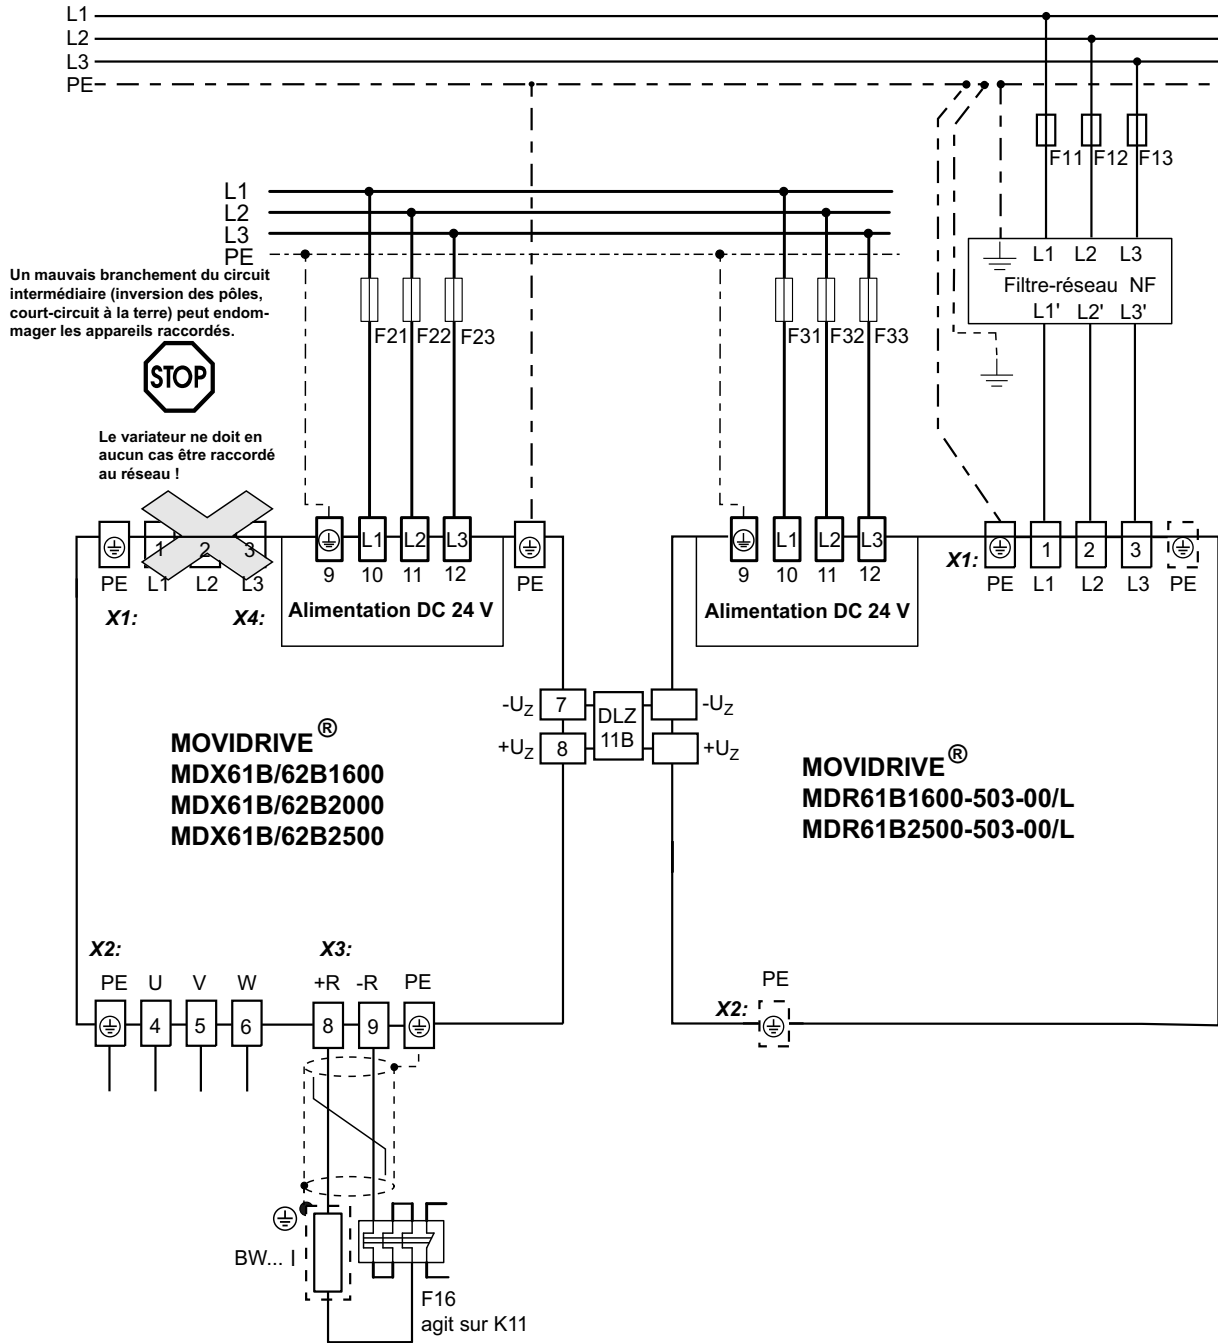 L1
L2
L3
PE
F11 F12 F13
L1
L2
L3
PE
L1 L2 L3
Filtre-réseau NF
L1' L2' L3'
Un mauvais branchement du circuit
intermédiaire (inversion des pôles,
court-circuit à la terre) peut endom-
mager les appareils raccordés.
F21 F22 F23
F31 F32 F33
STOP
Le variateur ne doit en
aucun cas être raccordé
au réseau !
1 2 3 L1 L2 L3
L1 L2 L3
X1: 1 2 3
PE L1 L2 L3 9 10 11 12 PE
9 10 11 12
PE L1 L2 L3 PE
X1: X4: Alimentation DC 24 V
Alimentation DC 24 V
-UZ 7 DLZ -UZ
+UZ 8 11B +UZ
MOVIDRIVE®
MDX61B/62B1600
MDX61B/62B2000
MDX61B/62B2500
MOVIDRIVE®
MDR61B1600-503-00/L
MDR61B2500-503-00/L
X2: X3:
PE U V W +R -R PE
4 5 6 8 9
PE
X2:
BW... I
F16
agit sur K11